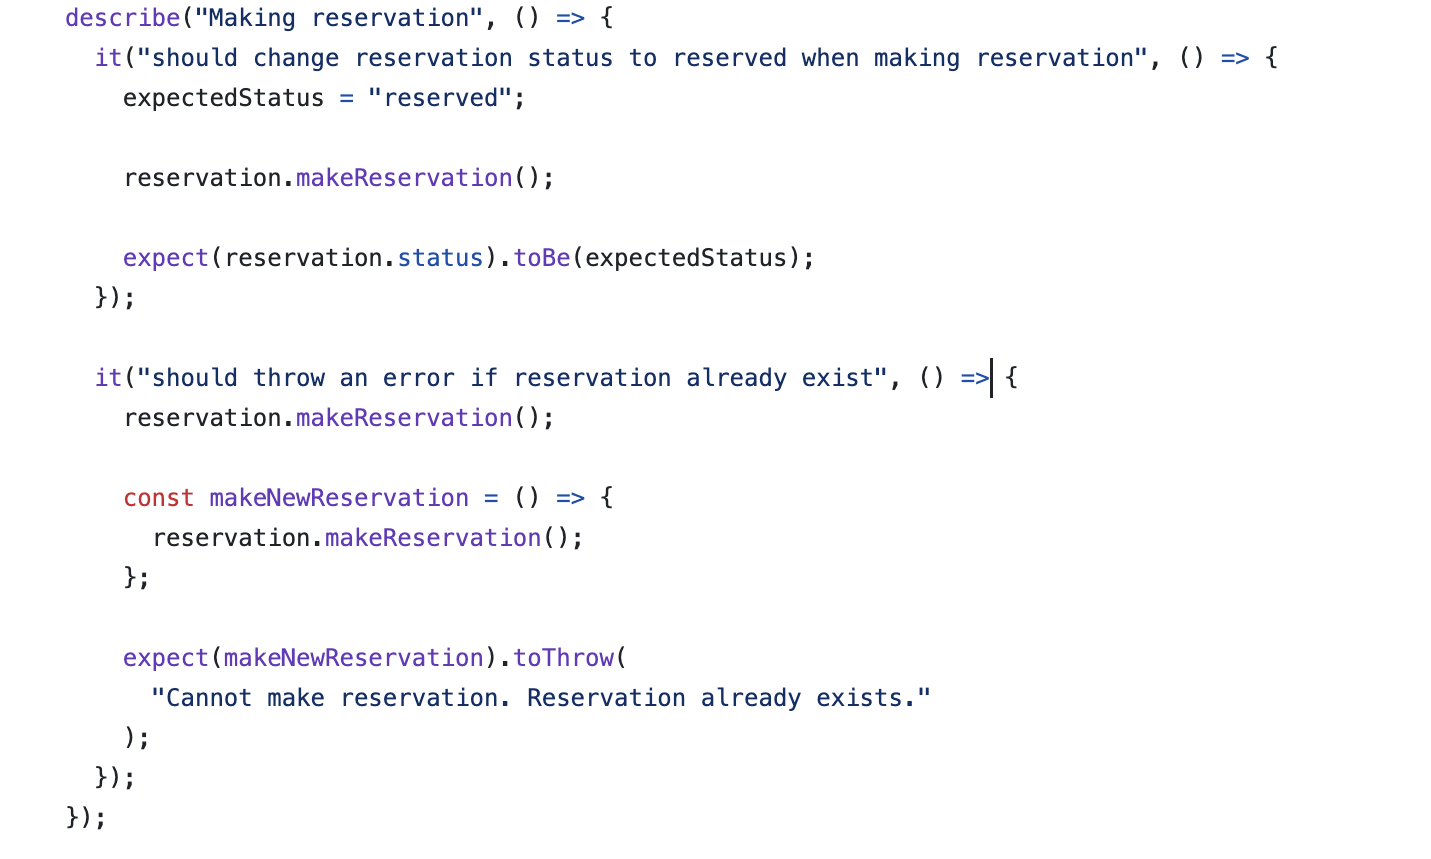 describe("Making reservation", () => {
  it("should change reservation status to reserved when making reservation", () => {
    expectedStatus = "reserved";
    reservation.makeReservation();
    expect(reservation.status).toBe(expectedStatus);
  });
  it("should throw an error if reservation already exist", () => {
    reservation.makeReservation();
    const makeNewReservation = () => {
      reservation.makeReservation();
    };
    expect(makeNewReservation).toThrow(
      "Cannot make reservation. Reservation already exists."
    );
  });
});